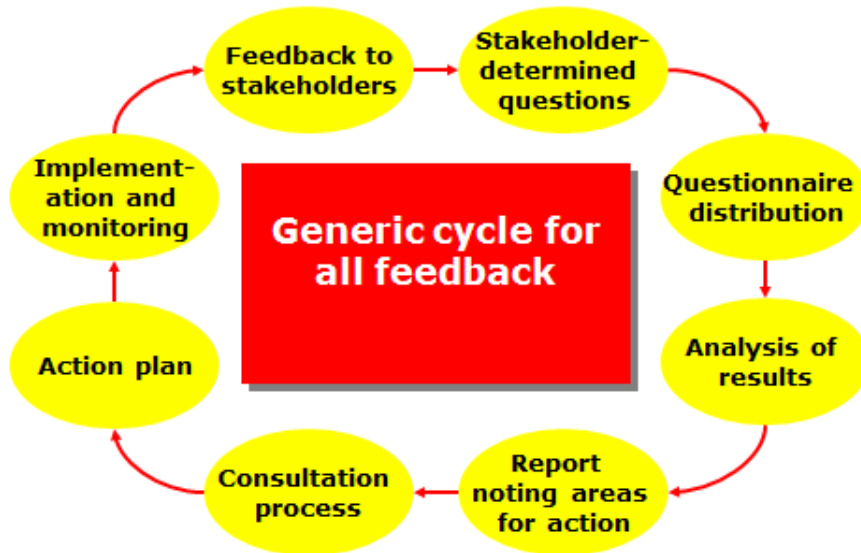 Feedback to
stakeholders
Stakeholder-
determined
questions
Questionnaire
distribution
Analysis of
results
Report
noting areas
for action
Consultation
process
Action plan
Implement-
ation and
monitoring
Generic cycle for
all feedback